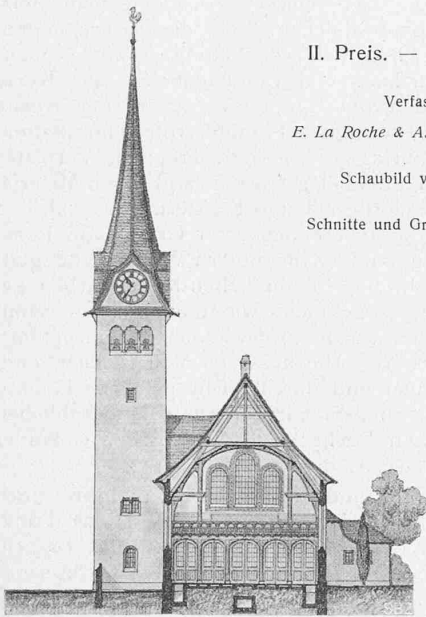 II. Preis. —
Verfas
E. La Roche & A.
Schaubild v
Schnitte und Gr
SBZ